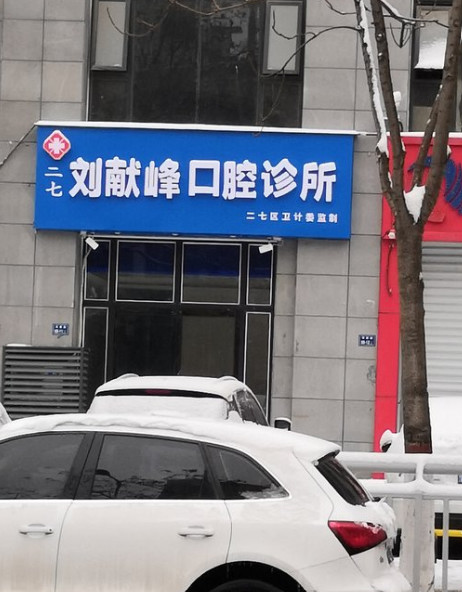 二七
刘献峰口腔诊所
二七区卫计委监制